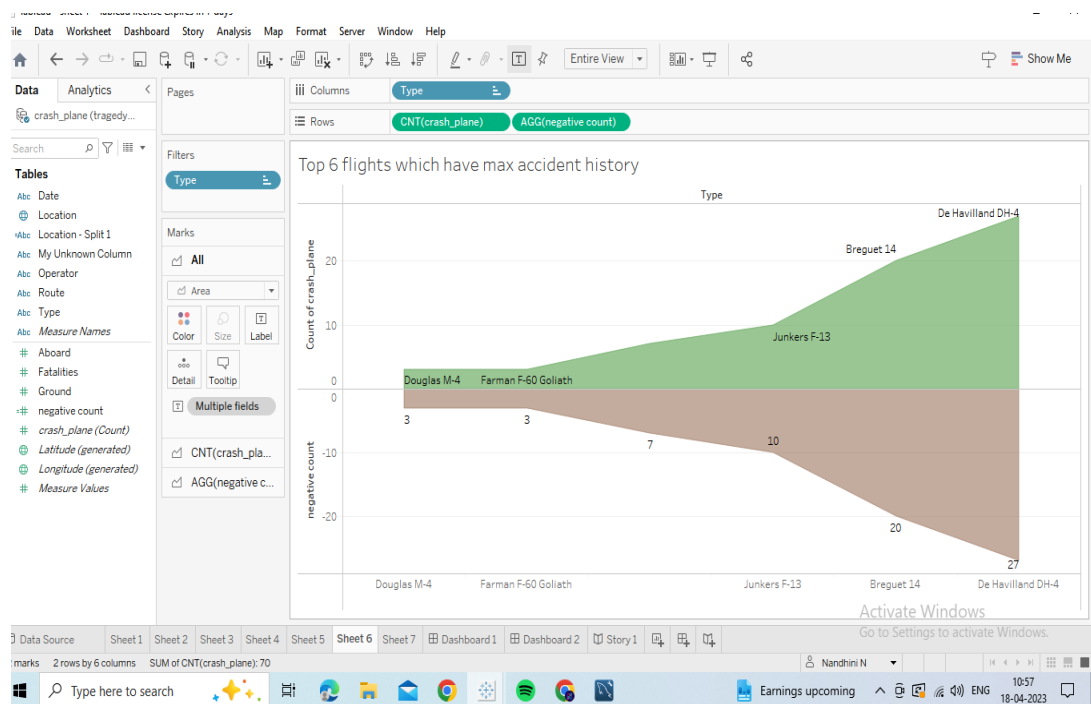 ile Data Worksheet Dashboard Story Analysis Map Format Server Window Help
Entire View
Show Me
Data Analytics
Pages
iii Columns
Type
crash_plane (tragedy...
Rows
CNT(crash_plane) AGG(negative count)
Search
Filters
Type
Top 6 flights which have max accident history
Tables
Abc Date
Location
Abc Location - Split 1
Abc My Unknown Column
Abc Operator
Abc Route
Abc Type
Abc Measure Names
# Aboard
# Fatalities
# Ground
# negative count
# crash_plane (Count)
Latitude (generated)
Longitude (generated)
# Measure Values
Marks
All
Area
Color Size Label
Detail Tooltip
Multiple fields
CNT(crash_pla...
AGG(negative c...
Type
Count of crash_plane
20
10
0
De Havilland DH-4
Breguet 14
Junkers F-13
Douglas M-4 Farman F-60 Goliath
negative count
0
-10
-20
3 3 7 10 20 27
Douglas M-4 Farman F-60 Goliath Junkers F-13 Breguet 14 De Havilland DH-4
Activate Windows
Go to Settings to activate Windows.
Data Source Sheet 1 Sheet 2 Sheet 3 Sheet 4 Sheet 5 Sheet 6 Sheet 7 Dashboard 1 Dashboard 2 Story 1
marks 2 rows by 6 columns SUM of CNT(crash_plane): 70
Nandhini N
Type here to search
Earnings upcoming
ENG
10:57
18-04-2023